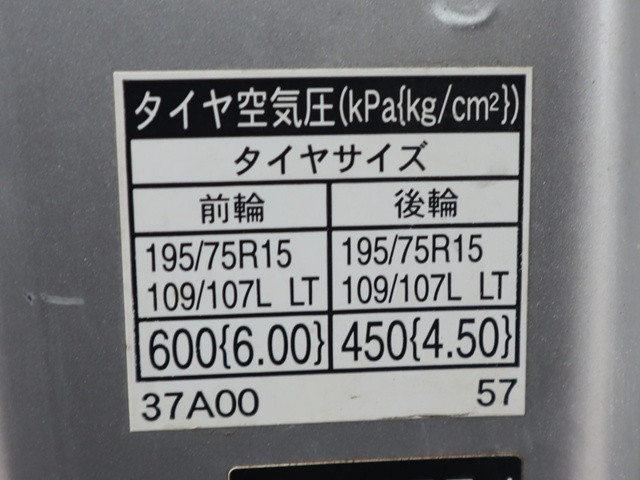 タイヤ空気圧(kPa{kg/cm²})
タイヤサイズ
前輪 後輪
195/75R15 195/75R15
109/107L LT 109/107L LT
600{6.00} 450{4.50}
37A00 57